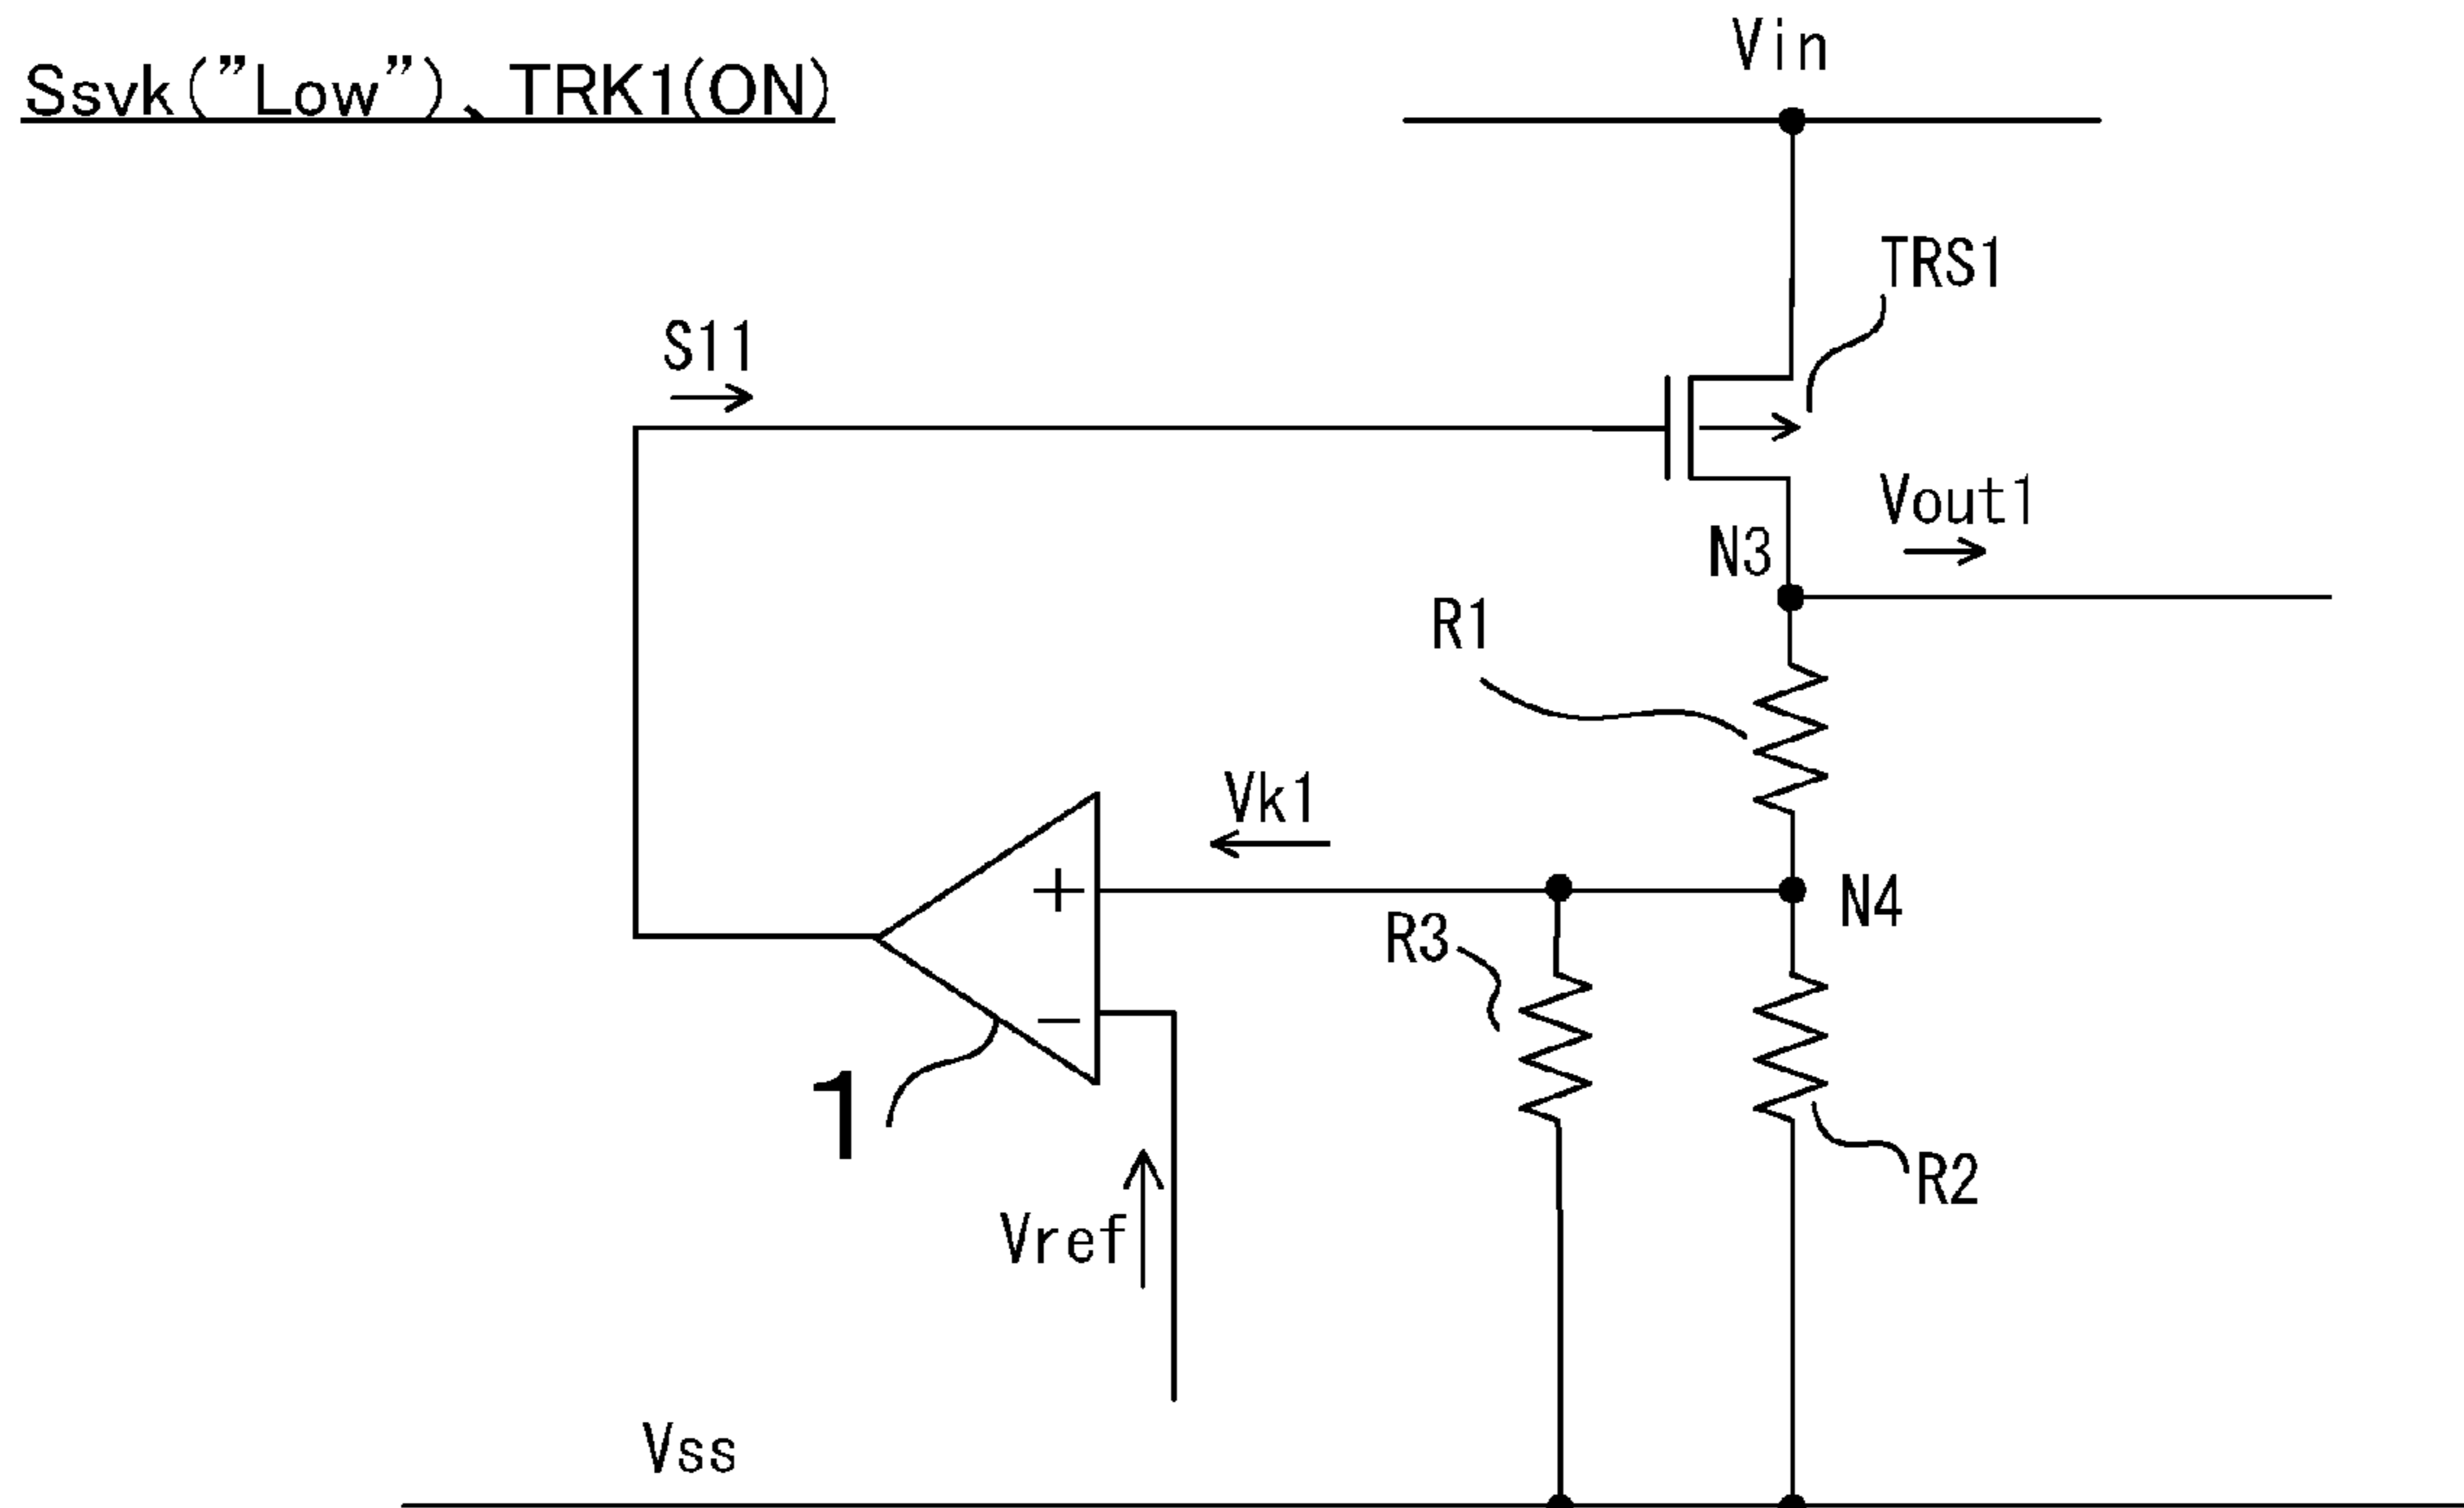 Ssvk("Low")、TRK1(ON)
Vin
TRS1
S11
Vout1
N3
R1
Vk1
+
N4
R3
−
1
R2
Vref
Vss